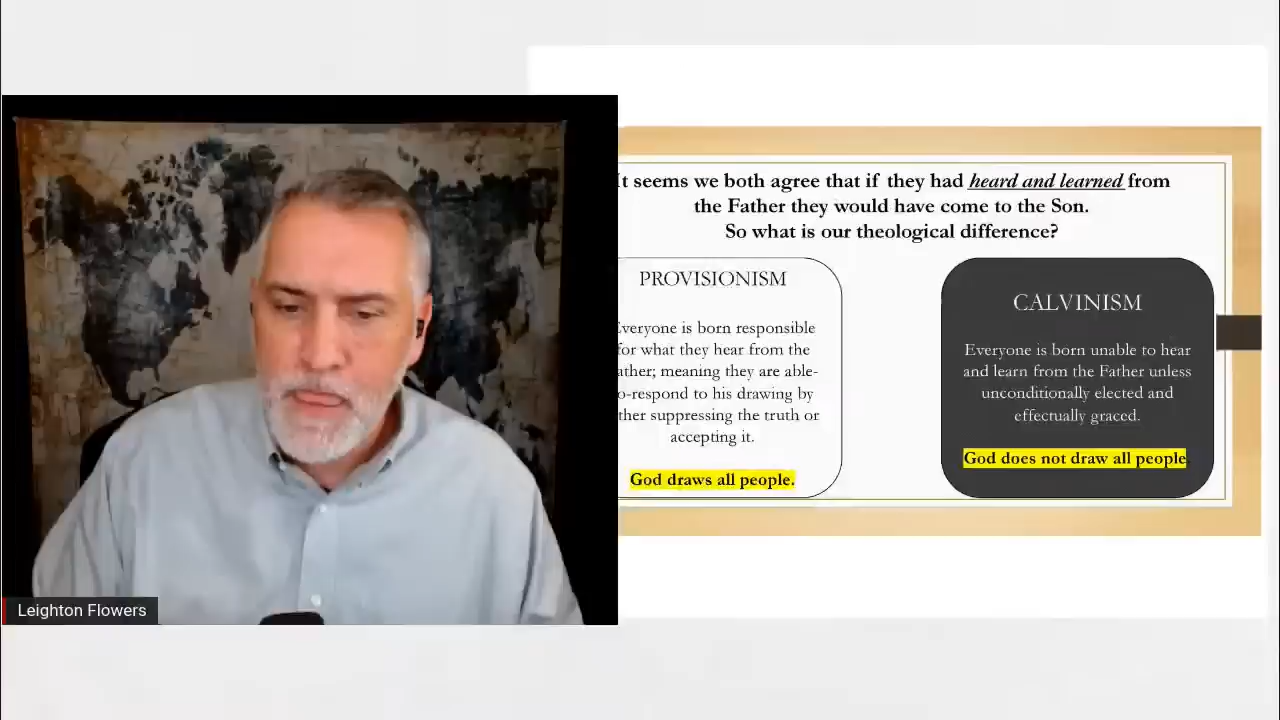 t seems we both agree that if they had heard and learned from
the Father they would have come to the Son.
So what is our theological difference?
PROVISIONISM
Everyone is born responsible
for what they hear from the
ather; meaning they are able-
o-respond to his drawing by
ther suppressing the truth or
accepting it.
God draws all people.
CALVINISM
Everyone is born unable to hear
and learn from the Father unless
unconditionally elected and
effectually graced.
God does not draw all people
Leighton Flowers